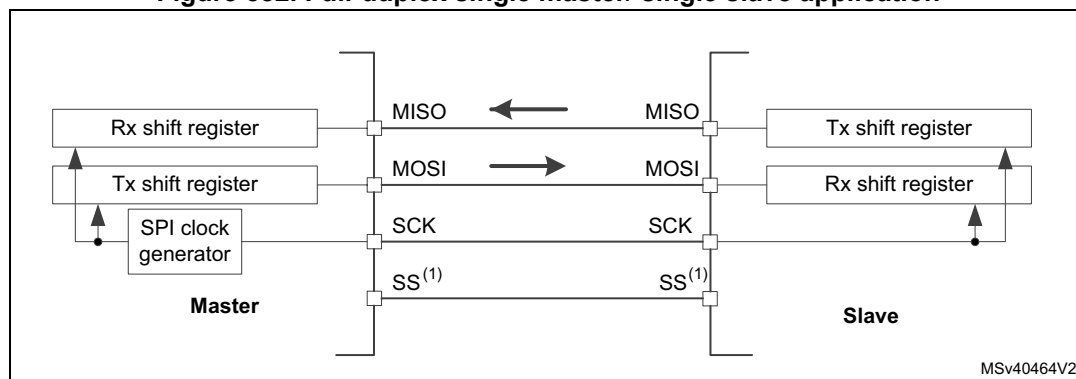 Figure 662. Full-duplex single master/ single slave application
MISO MISO
Rx shift register Tx shift register
MOSI MOSI
Tx shift register Rx shift register
SPI clock
generator
SCK SCK
SS(1) SS(1)
Master Slave
MSv40464V2